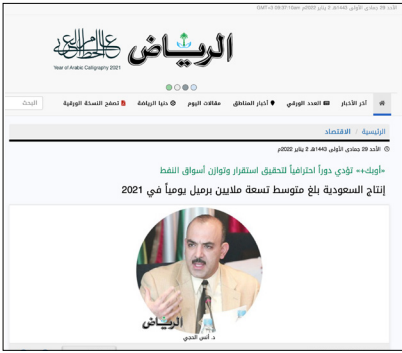 الأحد 29 جمادى الأولى 1443هـ 2 يناير 2022م
الرياض
عام الخط العربي
Year of Arabic Calligraphy 2021
آخر الأخبار العدد الورقي أخبار المناطق مقالات اليوم دنيا الرياضة تصفح النسخة الورقية البحث
الرئيسية / الاقتصاد
الأحد 29 جمادى الأولى 1443هـ 2 يناير 2022م
«أوبك+» تؤدي دوراً احترافياً لتحقيق استقرار وتوازن أسواق النفط
إنتاج السعودية بلغ متوسط تسعة ملايين برميل يومياً في 2021
الرياض
د. أنس الحجي